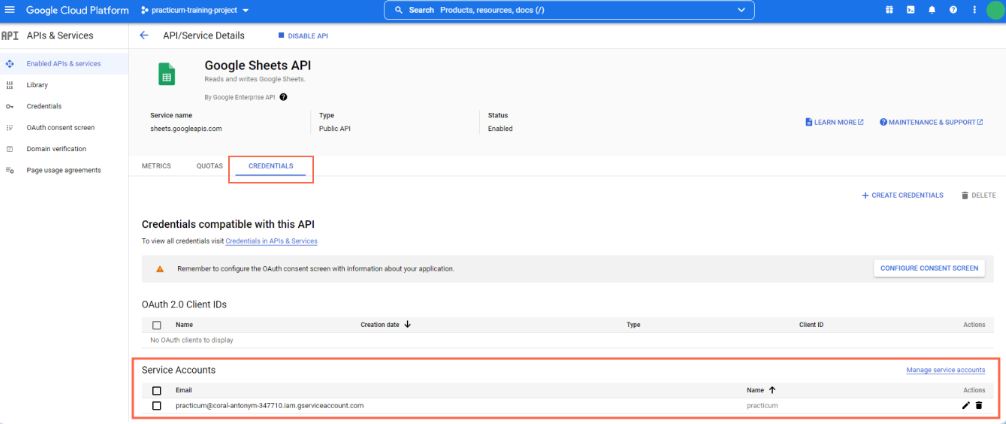 Google Cloud Platform practicum-training-project Search Products, resources, docs (/)
API APIs & Services API/Service Details DISABLE API
Enabled APIs & services
Library
Credentials
OAuth consent screen
Domain verification
Page usage agreements
Google Sheets API
Reads and writes Google Sheets.
By Google Enterprise API
Service name Type Status
sheets.googleapis.com Public API Enabled
LEARN MORE MAINTENANCE & SUPPORT
METRICS QUOTAS CREDENTIALS
+ CREATE CREDENTIALS DELETE
Credentials compatible with this API
To view all credentials visit Credentials in APIs & Services
Remember to configure the OAuth consent screen with information about your application. CONFIGURE CONSENT SCREEN
OAuth 2.0 Client IDs
Name Creation date Type Client ID Actions
No OAuth clients to display
Service Accounts Manage service accounts
Email Name Actions
practicum@coral-antonym-347710.iam.gserviceaccount.com practicum